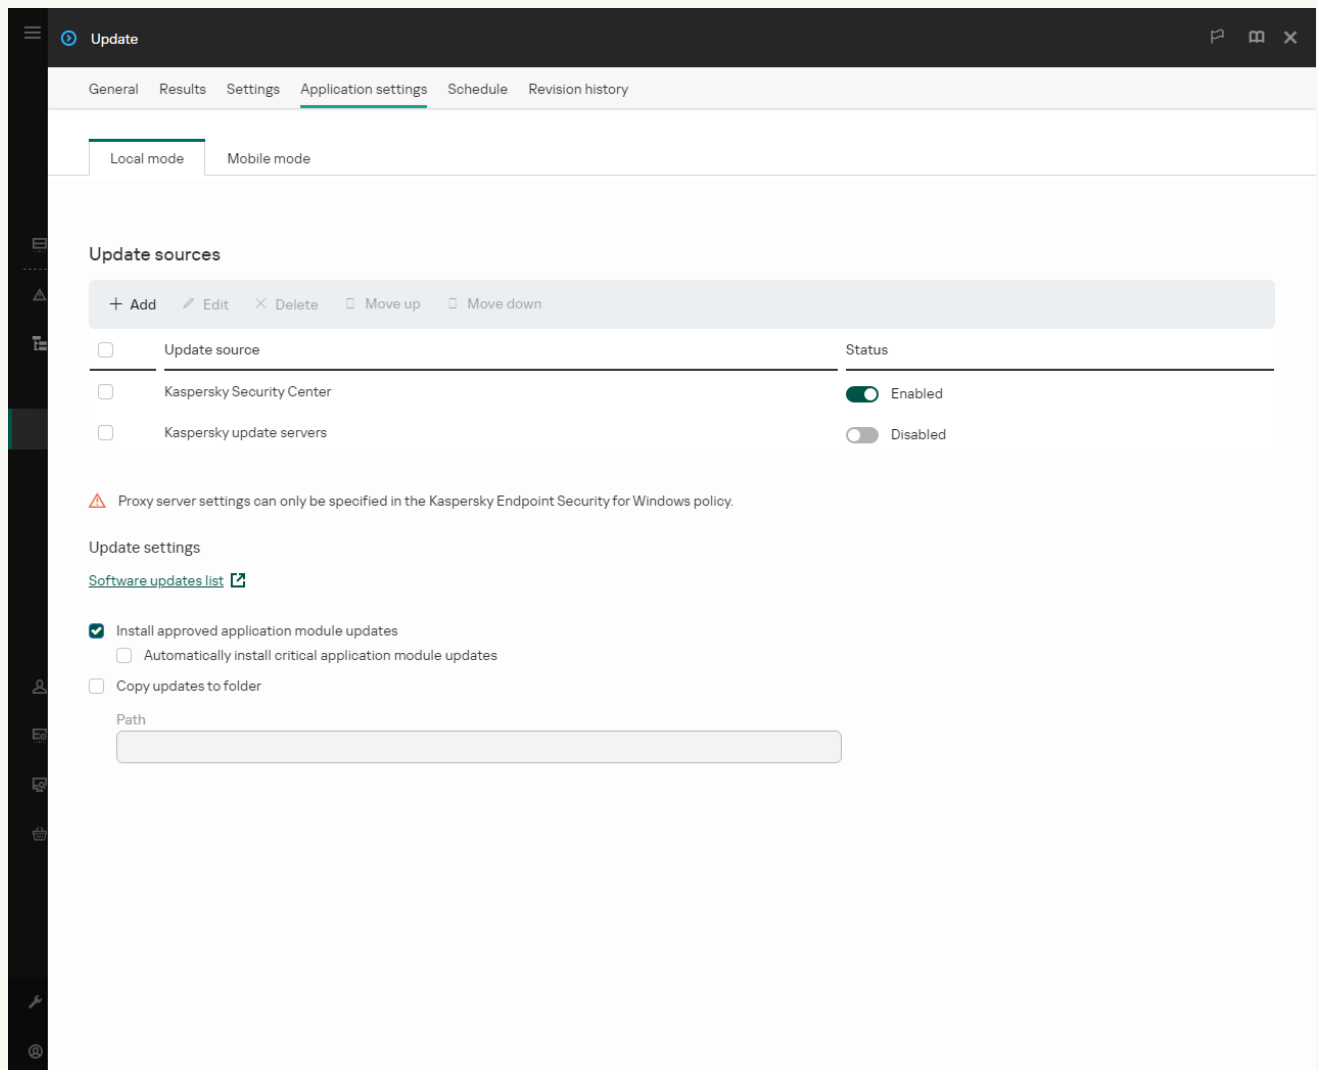 Update
General Results Settings Application settings Schedule Revision history
Local mode Mobile mode
Update sources
Add Edit Delete Move up Move down
Update source Status
Kaspersky Security Center Enabled
Kaspersky update servers Disabled
Proxy server settings can only be specified in the Kaspersky Endpoint Security for Windows policy.
Update settings
Software updates list
Install approved application module updates
Automatically install critical application module updates
Copy updates to folder
Path